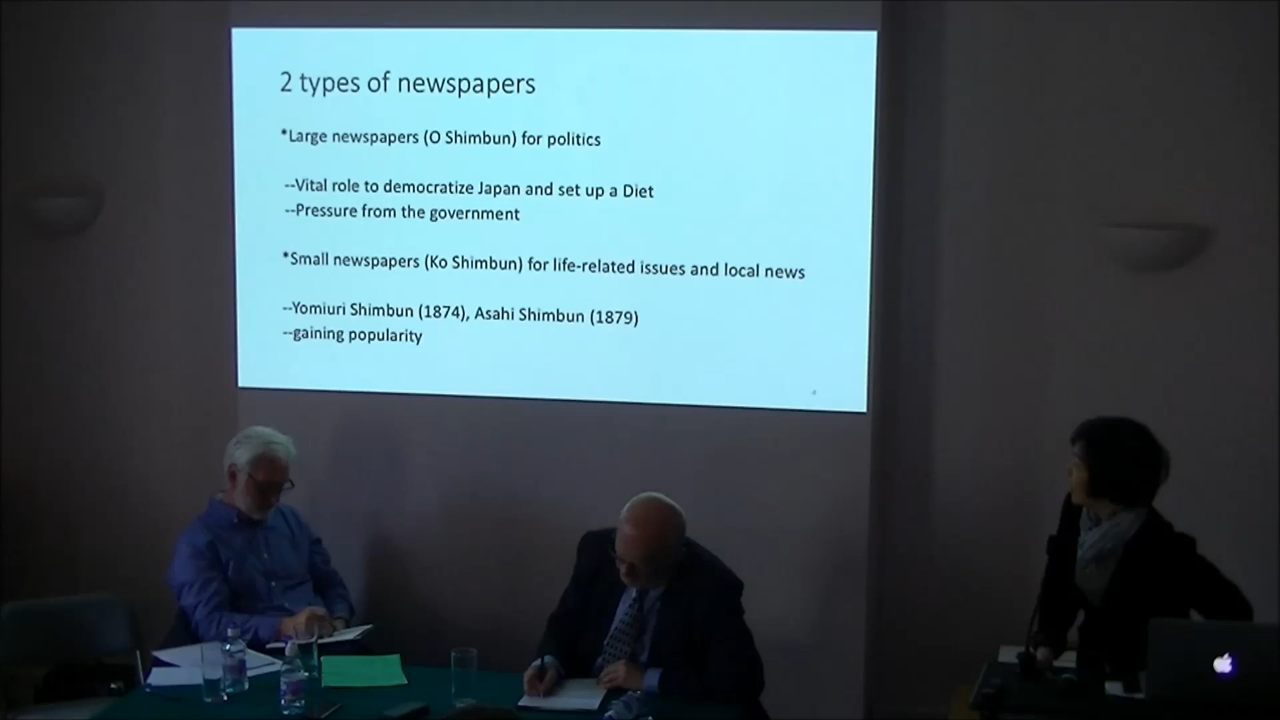 2 types of newspapers
*Large newspapers (O Shimbun) for politics
--Vital role to democratize Japan and set up a Diet
--Pressure from the government
*Small newspapers (Ko Shimbun) for life-related issues and local news
--Yomiuri Shimbun (1874), Asahi Shimbun (1879)
--gaining popularity